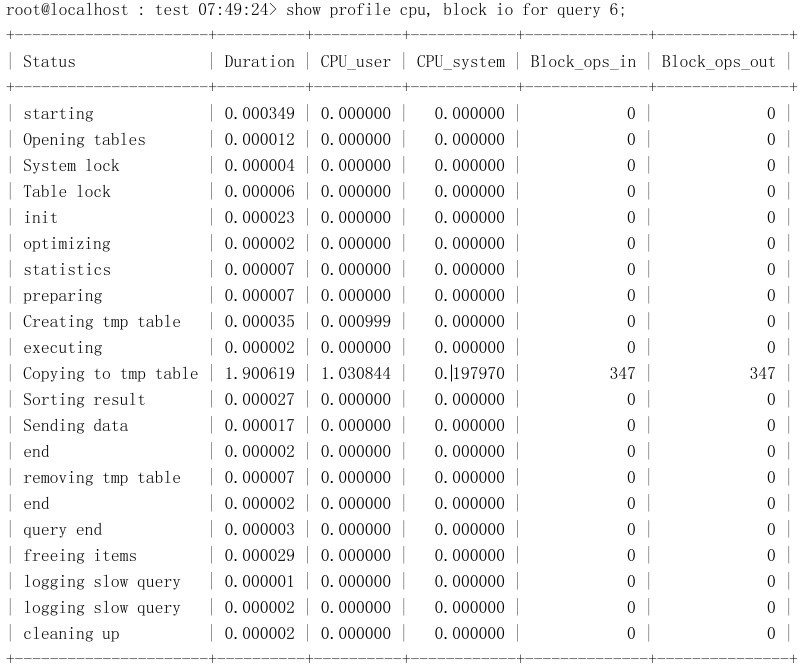 root@localhost : test 07:49:24> show profile cpu, block io for query 6;
+----------------------+----------+----------+------------+--------------+---------------+
| Status | Duration | CPU_user | CPU_system | Block_ops_in | Block_ops_out |
+----------------------+----------+----------+------------+--------------+---------------+
| starting | 0.000349 | 0.000000 | 0.000000 | 0 | 0 |
| Opening tables | 0.000012 | 0.000000 | 0.000000 | 0 | 0 |
| System lock | 0.000004 | 0.000000 | 0.000000 | 0 | 0 |
| Table lock | 0.000006 | 0.000000 | 0.000000 | 0 | 0 |
| init | 0.000023 | 0.000000 | 0.000000 | 0 | 0 |
| optimizing | 0.000002 | 0.000000 | 0.000000 | 0 | 0 |
| statistics | 0.000007 | 0.000000 | 0.000000 | 0 | 0 |
| preparing | 0.000007 | 0.000000 | 0.000000 | 0 | 0 |
| Creating tmp table | 0.000035 | 0.000999 | 0.000000 | 0 | 0 |
| executing | 0.000002 | 0.000000 | 0.000000 | 0 | 0 |
| Copying to tmp table | 1.900619 | 1.030844 | 0.197970 | 347 | 347 |
| Sorting result | 0.000027 | 0.000000 | 0.000000 | 0 | 0 |
| Sending data | 0.000017 | 0.000000 | 0.000000 | 0 | 0 |
| end | 0.000002 | 0.000000 | 0.000000 | 0 | 0 |
| removing tmp table | 0.000007 | 0.000000 | 0.000000 | 0 | 0 |
| end | 0.000002 | 0.000000 | 0.000000 | 0 | 0 |
| query end | 0.000003 | 0.000000 | 0.000000 | 0 | 0 |
| freeing items | 0.000029 | 0.000000 | 0.000000 | 0 | 0 |
| logging slow query | 0.000001 | 0.000000 | 0.000000 | 0 | 0 |
| logging slow query | 0.000002 | 0.000000 | 0.000000 | 0 | 0 |
| cleaning up | 0.000002 | 0.000000 | 0.000000 | 0 | 0 |
+----------------------+----------+----------+------------+--------------+---------------+